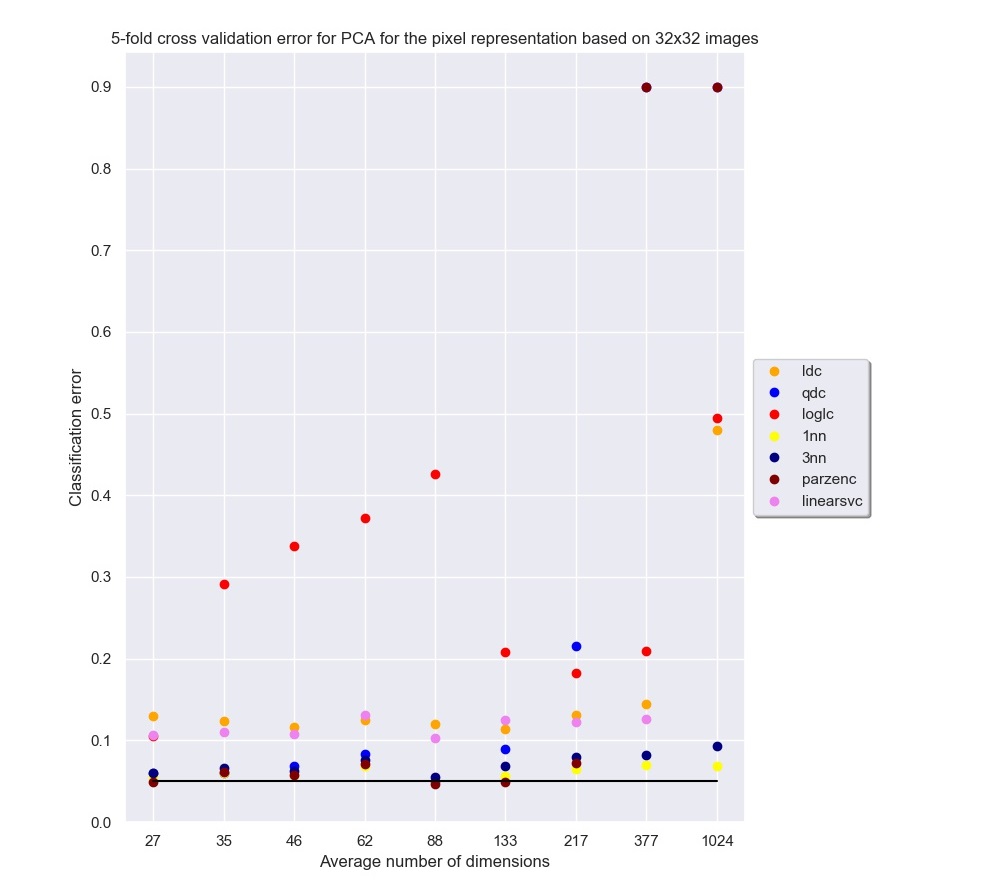 5-fold cross validation error for PCA for the pixel representation based on 32x32 images
0.9
0.8
0.7
0.6
0.5
0.4
0.3
0.2
0.1
0.0
Classification error
27 35 46 62 88 133 217 377 1024
Average number of dimensions
ldc
qdc
loglc
1nn
3nn
parzenc
linearsvc